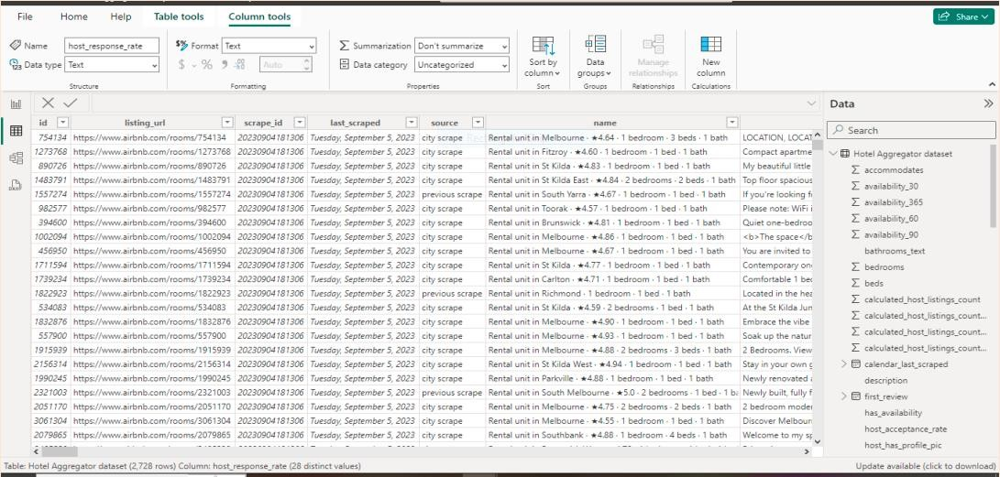 File Home Help Table tools Column tools Share
Name host_response_rate $% Format Text Summarization Don't summarize
Data type Text $ % Auto Data category Uncategorized
Sort by column Data groups Manage relationships New column
Structure Formatting Properties Sort Groups Relationships Calculations
Data
id listing_url scrape_id last_scraped source name
754134 https://www.airbnb.com/rooms/754134 20230904181306 Tuesday, September 5, 2023 city scrape Rental unit in Melbourne · ★4.64 · 1 bedroom · 3 beds · 1 bath LOCATION, LOCAT
1273768 https://www.airbnb.com/rooms/1273768 20230904181306 Tuesday, September 5, 2023 city scrape Rental unit in Fitzroy · ★4.60 · 1 bedroom · 1 bed · 1 bath Compact apartme
890726 https://www.airbnb.com/rooms/890726 20230904181306 Tuesday, September 5, 2023 city scrape Rental unit in St Kilda · ★4.83 · 1 bedroom · 1 bed · 1 bath My beautiful little
1483791 https://www.airbnb.com/rooms/1483791 20230904181306 Tuesday, September 5, 2023 city scrape Rental unit in St Kilda East · ★4.84 · 2 bedrooms · 2 beds · 1 bath Top floor spacious
1557274 https://www.airbnb.com/rooms/1557274 20230904181306 Tuesday, September 5, 2023 previous scrape Rental unit in South Yarra · ★4.67 · 1 bedroom · 1 bed · 1 bath If you're looking f
982577 https://www.airbnb.com/rooms/982577 20230904181306 Tuesday, September 5, 2023 city scrape Rental unit in Toorak · ★4.57 · 1 bedroom · 1 bed · 1 bath Please note: WiFi i
394600 https://www.airbnb.com/rooms/394600 20230904181306 Tuesday, September 5, 2023 city scrape Rental unit in Brunswick · ★4.81 · 1 bedroom · 1 bed · 1 bath Quiet one-bedroo
1002094 https://www.airbnb.com/rooms/1002094 20230904181306 Tuesday, September 5, 2023 city scrape Rental unit in Melbourne · ★4.86 · 1 bedroom · 1 bed · 1 bath <b>The space</b
456950 https://www.airbnb.com/rooms/456950 20230904181306 Tuesday, September 5, 2023 city scrape Rental unit in Melbourne · ★4.67 · 1 bedroom · 1 bed · 1 bath You are invited to
1711594 https://www.airbnb.com/rooms/1711594 20230904181306 Tuesday, September 5, 2023 city scrape Rental unit in St Kilda · ★4.77 · 1 bedroom · 1 bed · 1 bath Contemporary on
1739234 https://www.airbnb.com/rooms/1739234 20230904181306 Tuesday, September 5, 2023 city scrape Rental unit in Carlton · ★4.71 · 1 bedroom · 1 bed · 1 bath Comfortable 1 bec
1822923 https://www.airbnb.com/rooms/1822923 20230904181306 Tuesday, September 5, 2023 previous scrape Rental unit in Richmond · 1 bedroom · 1 bed · 1 bath Located in the hea
534083 https://www.airbnb.com/rooms/534083 20230904181306 Tuesday, September 5, 2023 city scrape Rental unit in St Kilda · ★4.59 · 2 bedrooms · 2 beds · 1 bath At the St Kilda Jun
1832876 https://www.airbnb.com/rooms/1832876 20230904181306 Tuesday, September 5, 2023 city scrape Rental unit in Melbourne · ★4.90 · 1 bedroom · 1 bed · 1 bath Embrace the vibe
557900 https://www.airbnb.com/rooms/557900 20230904181306 Tuesday, September 5, 2023 city scrape Rental unit in Melbourne · ★4.93 · 1 bedroom · 1 bed · 1 bath Soak up the natur
1915939 https://www.airbnb.com/rooms/1915939 20230904181306 Tuesday, September 5, 2023 city scrape Rental unit in Melbourne · ★4.88 · 2 bedrooms · 3 beds · 1 bath 2 Bedrooms. View
2156314 https://www.airbnb.com/rooms/2156314 20230904181306 Tuesday, September 5, 2023 city scrape Rental unit in St Kilda West · ★4.94 · 1 bedroom · 1 bed · 1 bath Stay in your own g
1990245 https://www.airbnb.com/rooms/1990245 20230904181306 Tuesday, September 5, 2023 city scrape Rental unit in Parkville · ★4.88 · 1 bedroom · 1 bed · 1 bath Newly renovated a
2321003 https://www.airbnb.com/rooms/2321003 20230904181306 Tuesday, September 5, 2023 previous scrape Rental unit in South Melbourne · ★5.0 · 2 bedrooms · 1 bed · 1 ba Newly built, fully f
2051170 https://www.airbnb.com/rooms/2051170 20230904181306 Tuesday, September 5, 2023 city scrape Rental unit in Melbourne · ★4.75 · 2 bedrooms · 2 beds · 1 bath 2 bedroom moder
3061304 https://www.airbnb.com/rooms/3061304 20230904181306 Tuesday, September 5, 2023 city scrape Rental unit in Melbourne · ★4.55 · 1 bedroom · 1 bed · 1 bath Discover Melbour
2079865 https://www.airbnb.com/rooms/2079865 20230904181306 Tuesday, September 5, 2023 city scrape Rental unit in Southbank · ★4.88 · 1 bedroom · 4 beds · 1 bath Welcome to my sp
Search
Hotel Aggregator dataset
accommodates
availability_30
availability_365
availability_60
availability_90
bathrooms_text
bedrooms
beds
calculated_host_listings_count
calculated_host_listings_count...
calculated_host_listings_count...
calculated_host_listings_count...
calendar_last_scraped
description
first_review
has_availability
host_acceptance_rate
host_has_profile_pic
Table: Hotel Aggregator dataset (2,728 rows) Column: host_response_rate (28 distinct values) Update available (click to download)